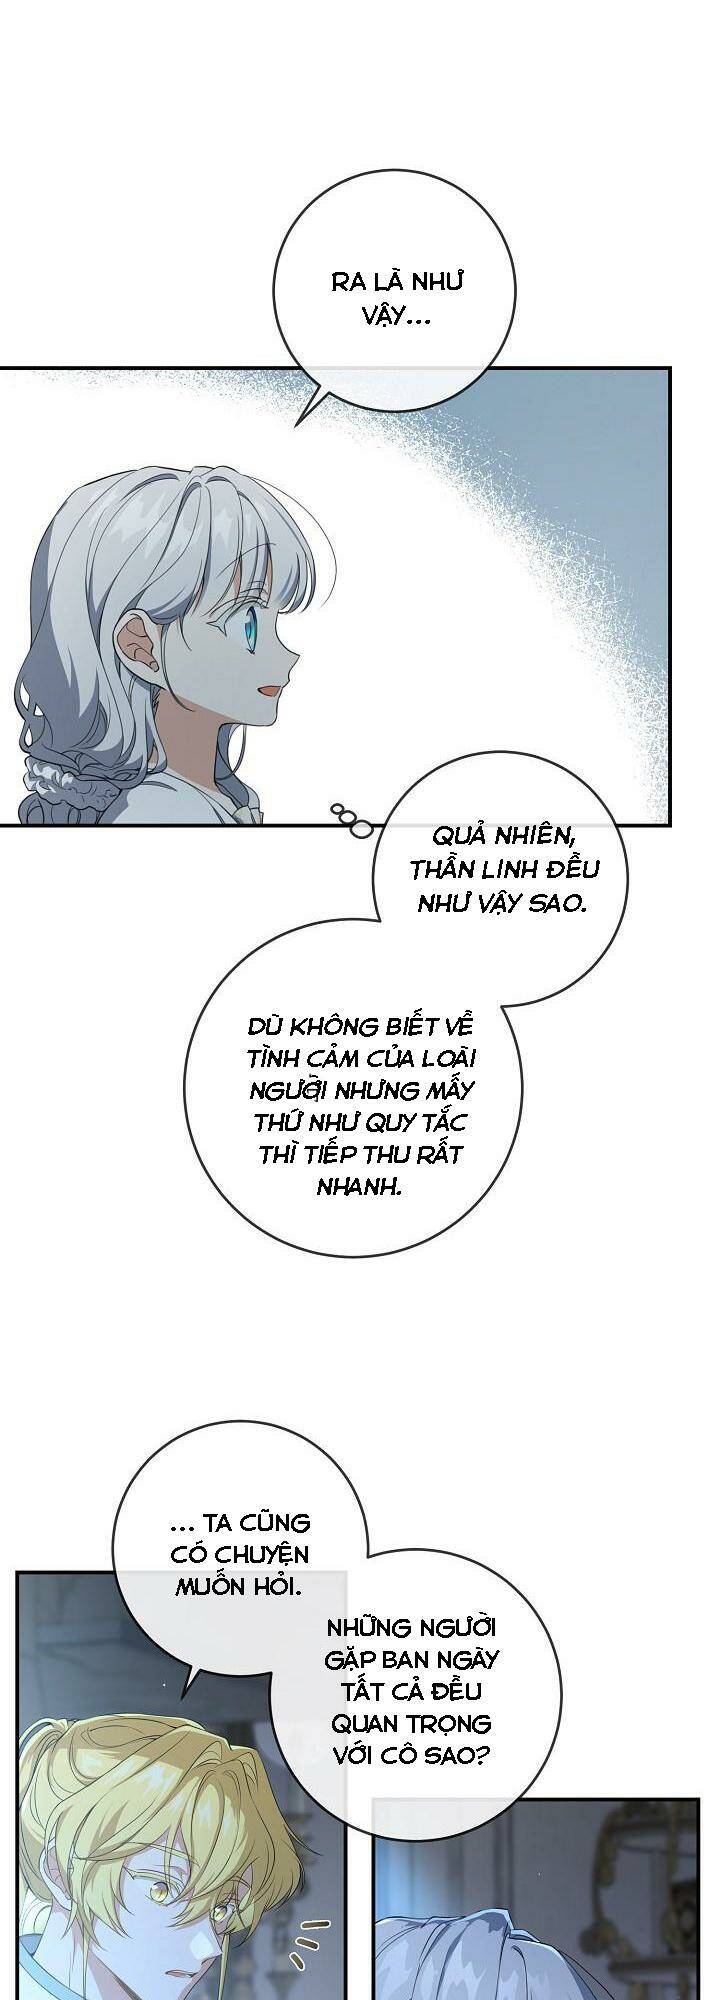 RA LÀ NHƯ
VẬY...
QUẢ NHIÊN,
THẦN LINH ĐỀU
NHƯ VẬY SAO.
DÙ KHÔNG BIẾT VỀ
TÌNH CẢM CỦA LOÀI
NGƯỜI NHƯNG MẤY
THỨ NHƯ QUY TẮC
THÌ TIẾP THU RẤT
NHANH.
... TA CŨNG
CÓ CHUYỆN
MUỐN HỎI.
NHỮNG NGƯỜI
GẶP BAN NGÀY
TẤT CẢ ĐỀU
QUAN TRỌNG
VỚI CÔ SAO?